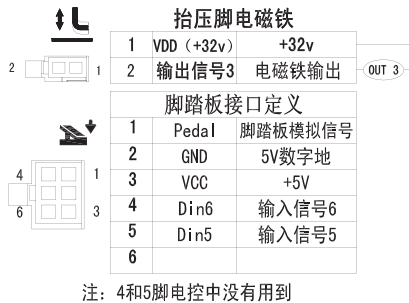 抬压脚电磁铁
1 VDD（+32v） +32v
2 输出信号3 电磁铁输出 OUT 3
2 1
脚踏板接口定义
1 Pedal 脚踏板模拟信号
2 GND 5V数字地
3 VCC +5V
4 Din6 输入信号6
5 Din5 输入信号5
6
4 1
6 3
注：4和5脚电控中没有用到